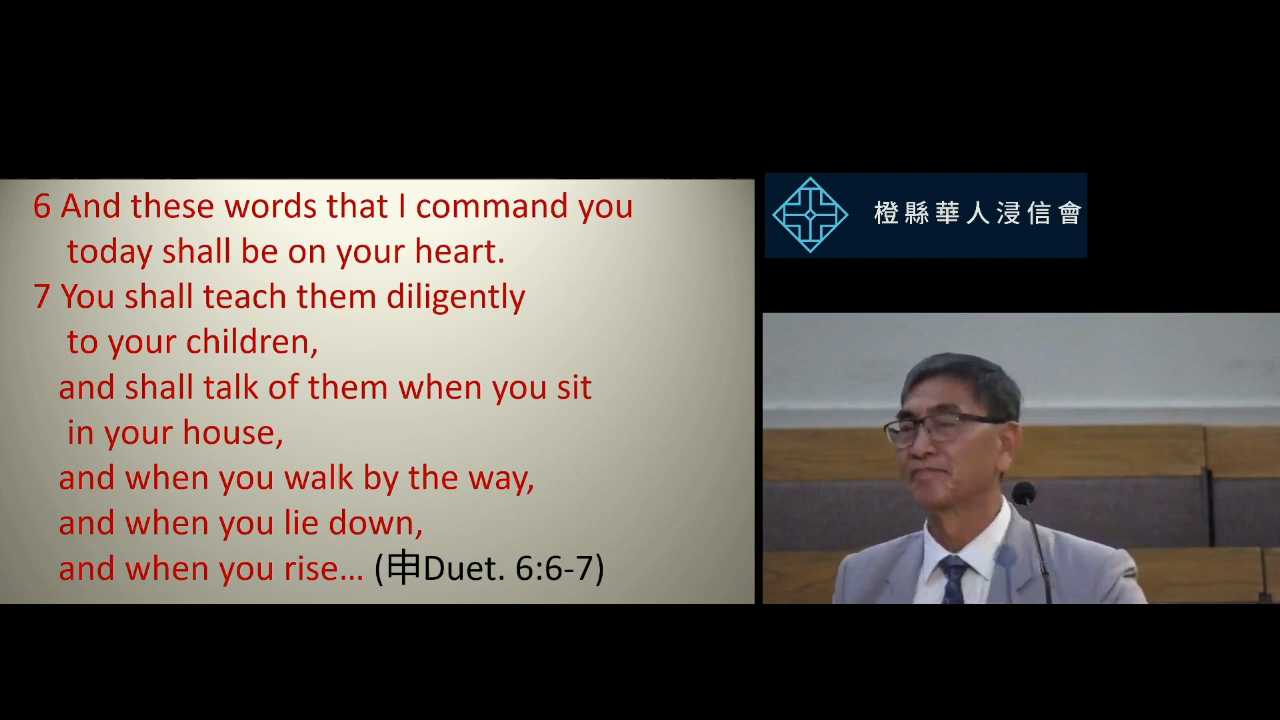 6 And these words that I command you
today shall be on your heart.
7 You shall teach them diligently
to your children,
and shall talk of them when you sit
in your house,
and when you walk by the way,
and when you lie down,
and when you rise... (申Duet. 6:6-7)
橙縣華人浸信會